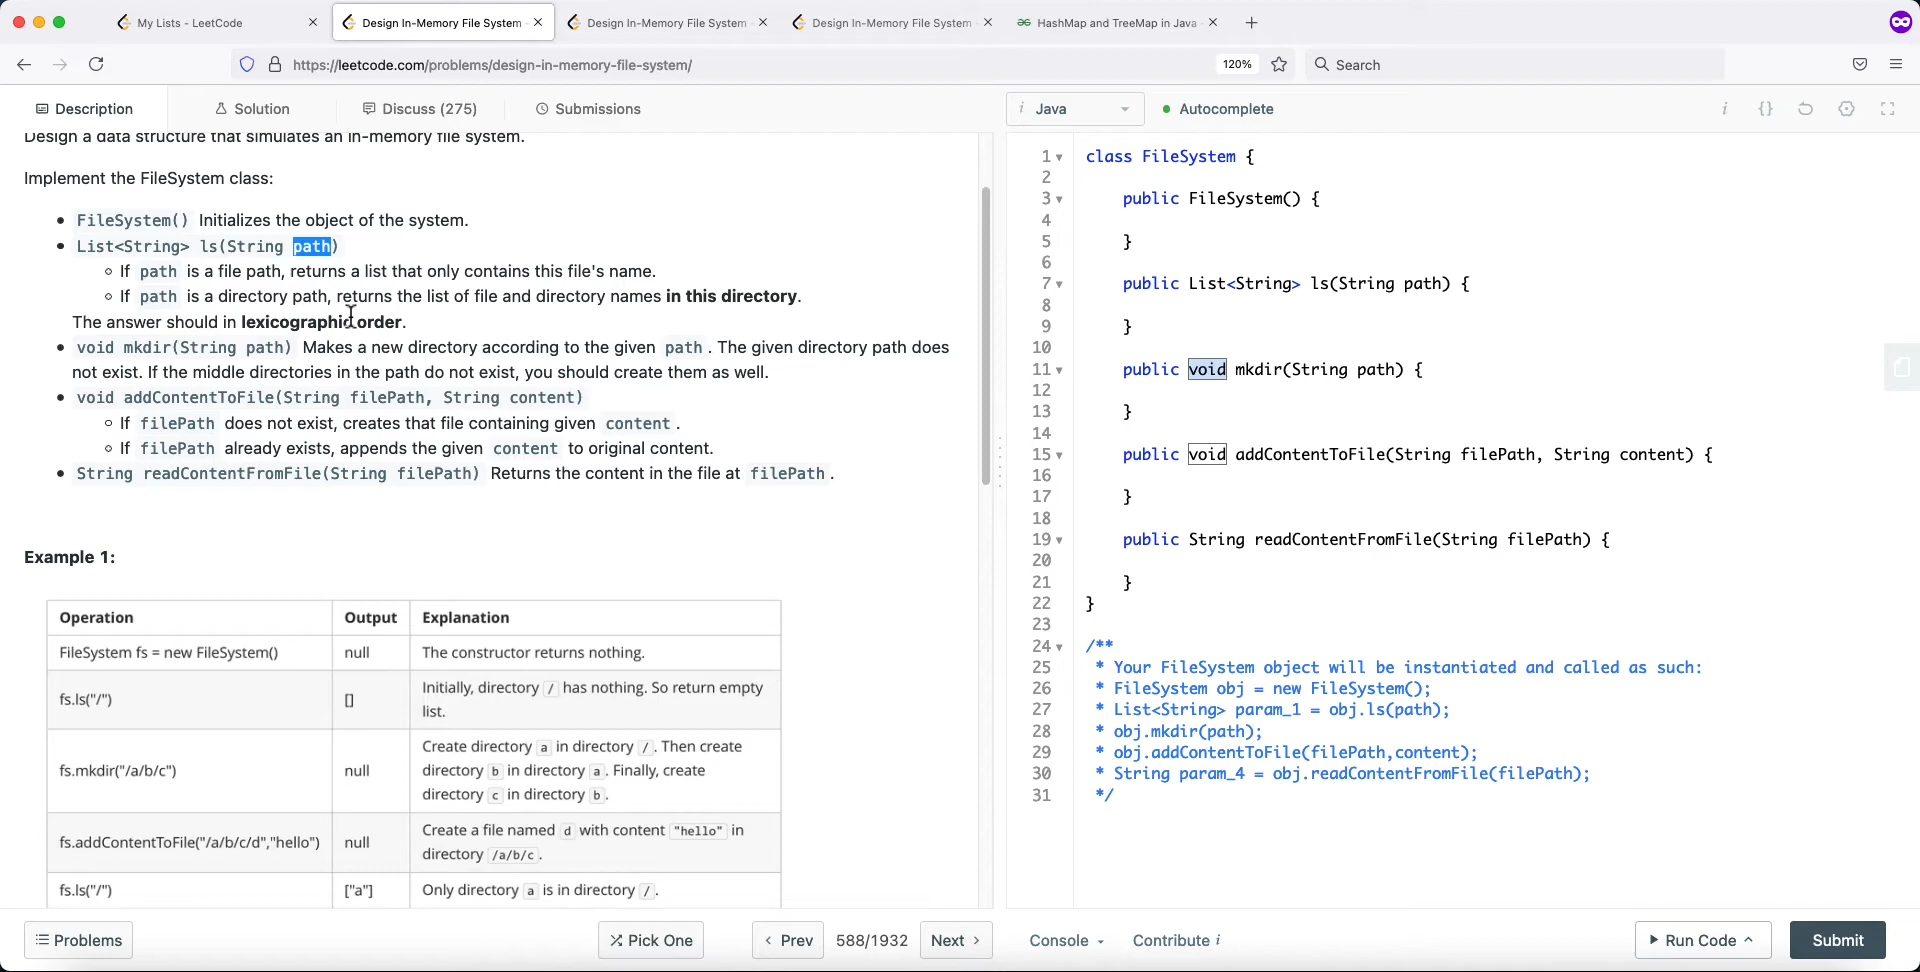 My Lists - LeetCode
Design In-Memory File System
Design In-Memory File System
Design In-Memory File System
HashMap and TreeMap in Java
https://leetcode.com/problems/design-in-memory-file-system/
120%
Search
Description
Solution
Discuss (275)
Submissions
i Java
Autocomplete
i {}
Design a data structure that simulates an in-memory file system.
Implement the FileSystem class:
• FileSystem() Initializes the object of the system.
• List<String> ls(String path)
○ If path is a file path, returns a list that only contains this file's name.
○ If path is a directory path, returns the list of file and directory names in this directory.
The answer should in lexicographic order.
• void mkdir(String path) Makes a new directory according to the given path. The given directory path does
not exist. If the middle directories in the path do not exist, you should create them as well.
• void addContentToFile(String filePath, String content)
○ If filePath does not exist, creates that file containing given content.
○ If filePath already exists, appends the given content to original content.
• String readContentFromFile(String filePath) Returns the content in the file at filePath.
Example 1:
Operation Output Explanation
FileSystem fs = new FileSystem() null The constructor returns nothing.
fs.ls("/") [] Initially, directory / has nothing. So return empty
list.
fs.mkdir("/a/b/c") null Create directory a in directory /. Then create
directory b in directory a. Finally, create
directory c in directory b.
fs.addContentToFile("/a/b/c/d","hello") null Create a file named d with content "hello" in
directory /a/b/c.
fs.ls("/") ["a"] Only directory a is in directory /.
1 class FileSystem {
2
3 public FileSystem() {
4
5 }
6
7 public List<String> ls(String path) {
8
9 }
10
11 public void mkdir(String path) {
12
13 }
14
15 public void addContentToFile(String filePath, String content) {
16
17 }
18
19 public String readContentFromFile(String filePath) {
20
21 }
22 }
23
24 /**
25 * Your FileSystem object will be instantiated and called as such:
26 * FileSystem obj = new FileSystem();
27 * List<String> param_1 = obj.ls(path);
28 * obj.mkdir(path);
29 * obj.addContentToFile(filePath,content);
30 * String param_4 = obj.readContentFromFile(filePath);
31 */
Problems
Pick One
< Prev
588/1932
Next >
Console
Contribute i
Run Code
Submit